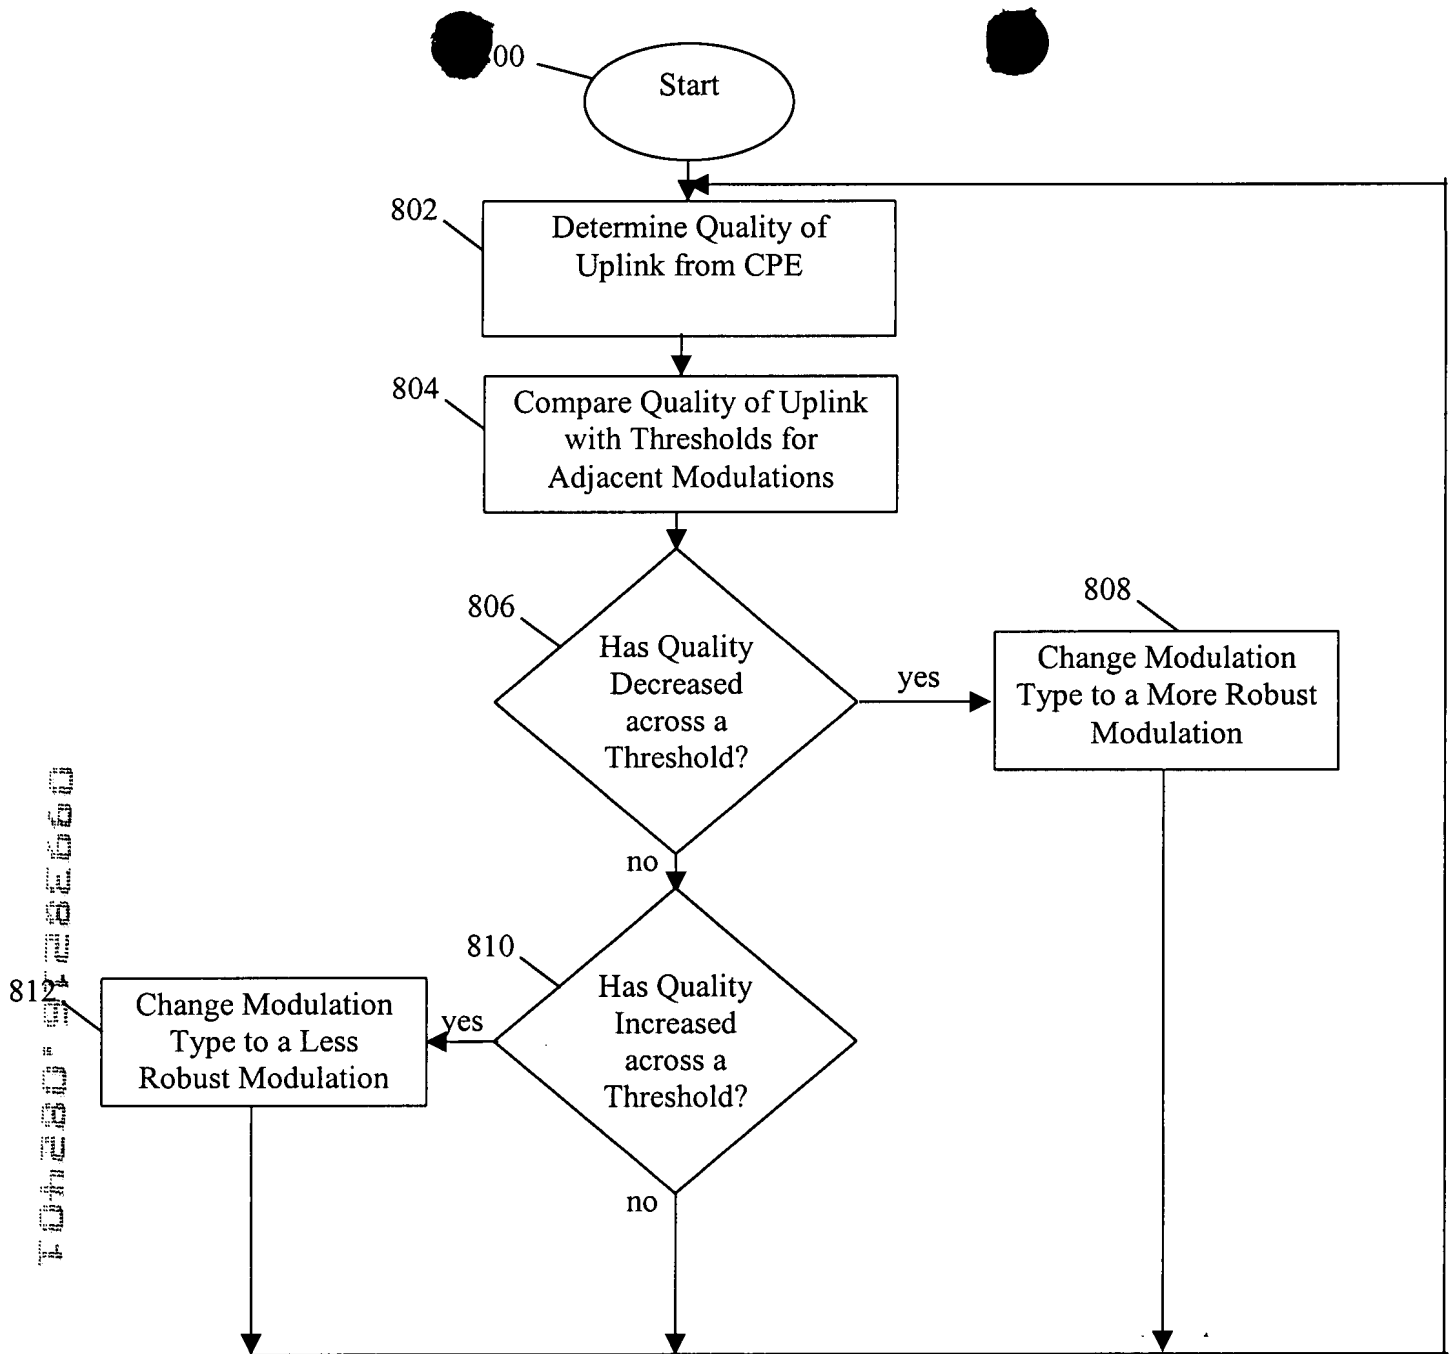 00
Start
802
Determine Quality of
Uplink from CPE
804
Compare Quality of Uplink
with Thresholds for
Adjacent Modulations
806
Has Quality
Decreased
across a
Threshold?
yes
808
Change Modulation
Type to a More Robust
Modulation
no
810
Has Quality
Increased
across a
Threshold?
yes
812
Change Modulation
Type to a Less
Robust Modulation
no